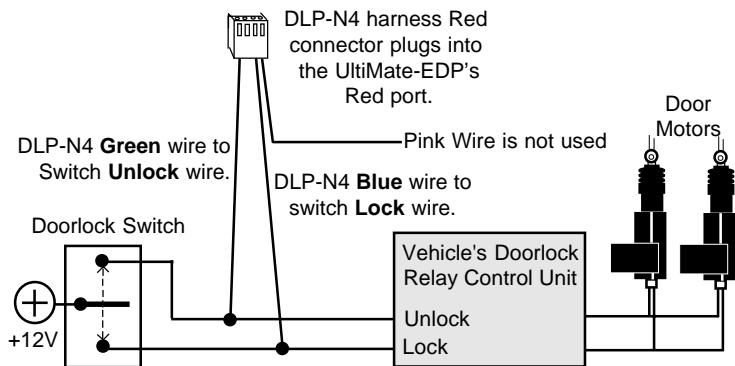 DLP-N4 harness Red
connector plugs into
the UltiMate-EDP's
Red port.
Door
Motors
Pink Wire is not used
DLP-N4 Green wire to
Switch Unlock wire.
DLP-N4 Blue wire to
switch Lock wire.
Doorlock Switch
Vehicle's Doorlock
Relay Control Unit
Unlock
Lock
+12V